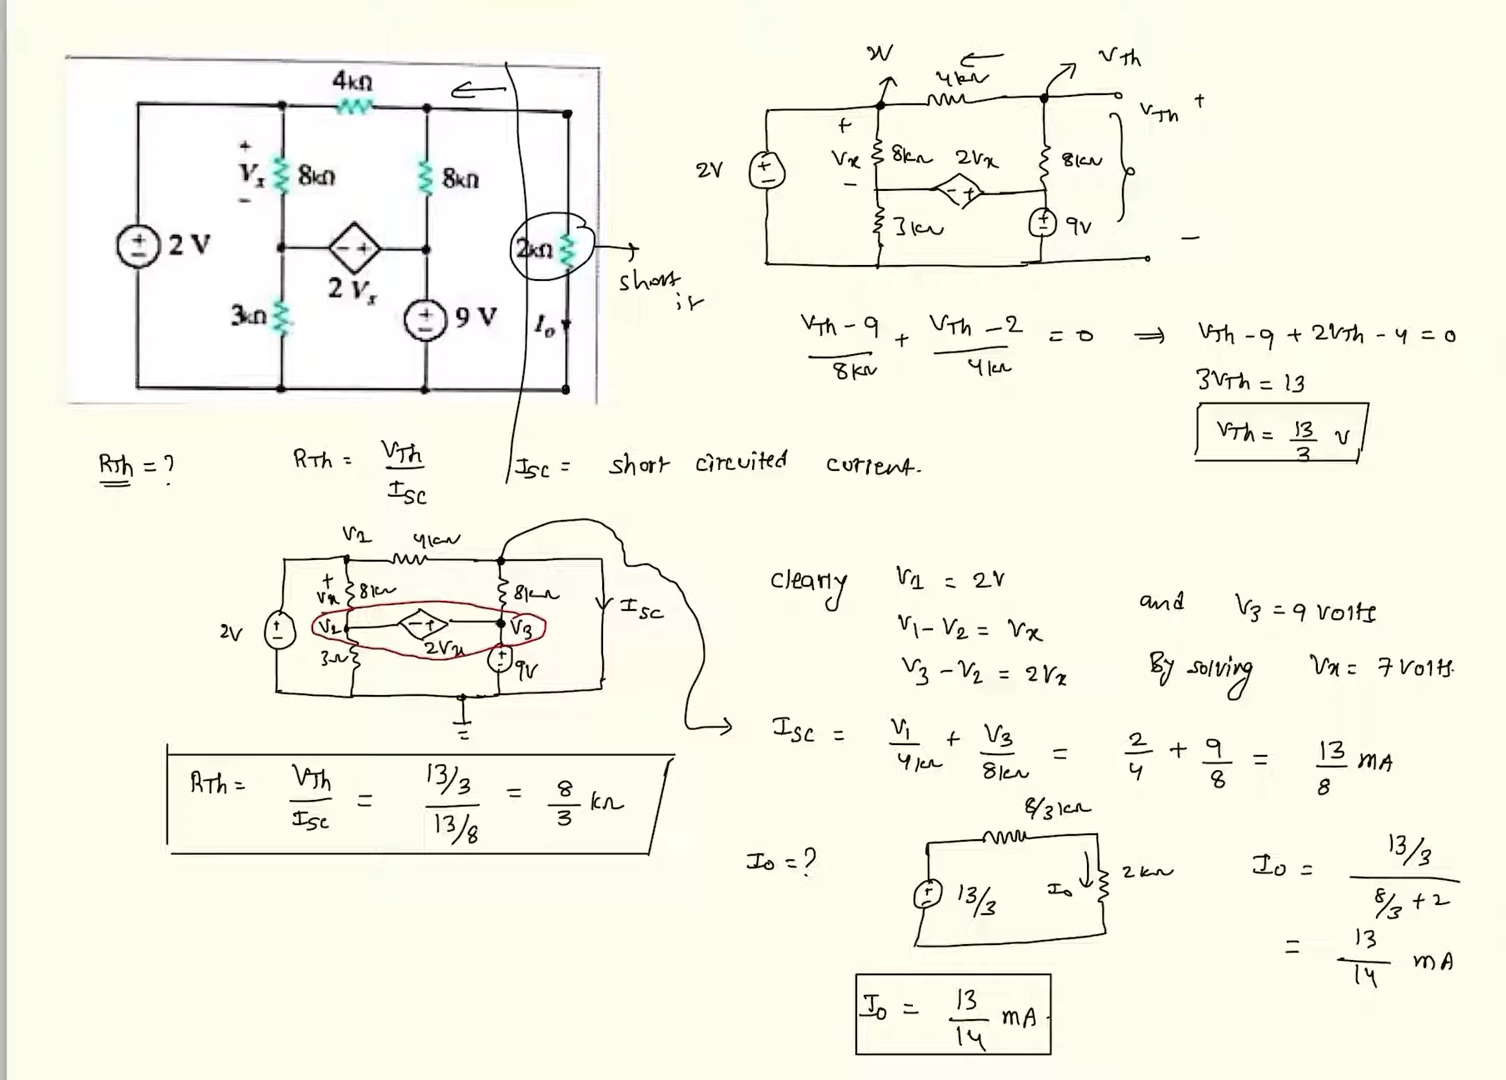 4kΩ
+
Vx
-
8kΩ
8kΩ
2 V
+
-
- +
2 Vx
2kΩ
short
it
3kΩ
+
-
9 V
Io
2V
4kΩ
VTh
VTh +
+
Vx
-
8kΩ
2Vx
8kΩ
2V
+
-
- +
3kΩ
+
-
9V
-
VTh - 9 / 8kΩ + VTh - 2 / 4kΩ = 0 ⇒ VTh - 9 + 2VTh - 4 = 0
3VTh = 13
VTh = 13/3 V
RTh = ? RTh = VTh / ISC
ISC = short circuited current.
V1
4kΩ
+
Vx
8kΩ
8kΩ
ISC
2V
+
-
V2
- +
V3
2Vx
3Ω
+
-
9V
clearly V1 = 2V and V3 = 9 volts
V1 - V2 = Vx
V3 - V2 = 2Vx By solving Vx = 7 volts.
ISC = V1 / 4kΩ + V3 / 8kΩ = 2/4 + 9/8 = 13/8 mA
RTh = VTh / ISC = 13/3 / 13/8 = 8/3 kΩ
Io = ?
8/3 kΩ
+
-
13/3
Io
2kΩ
Io = 13/3 / 8/3 + 2
= 13/14 mA
Io = 13/14 mA.